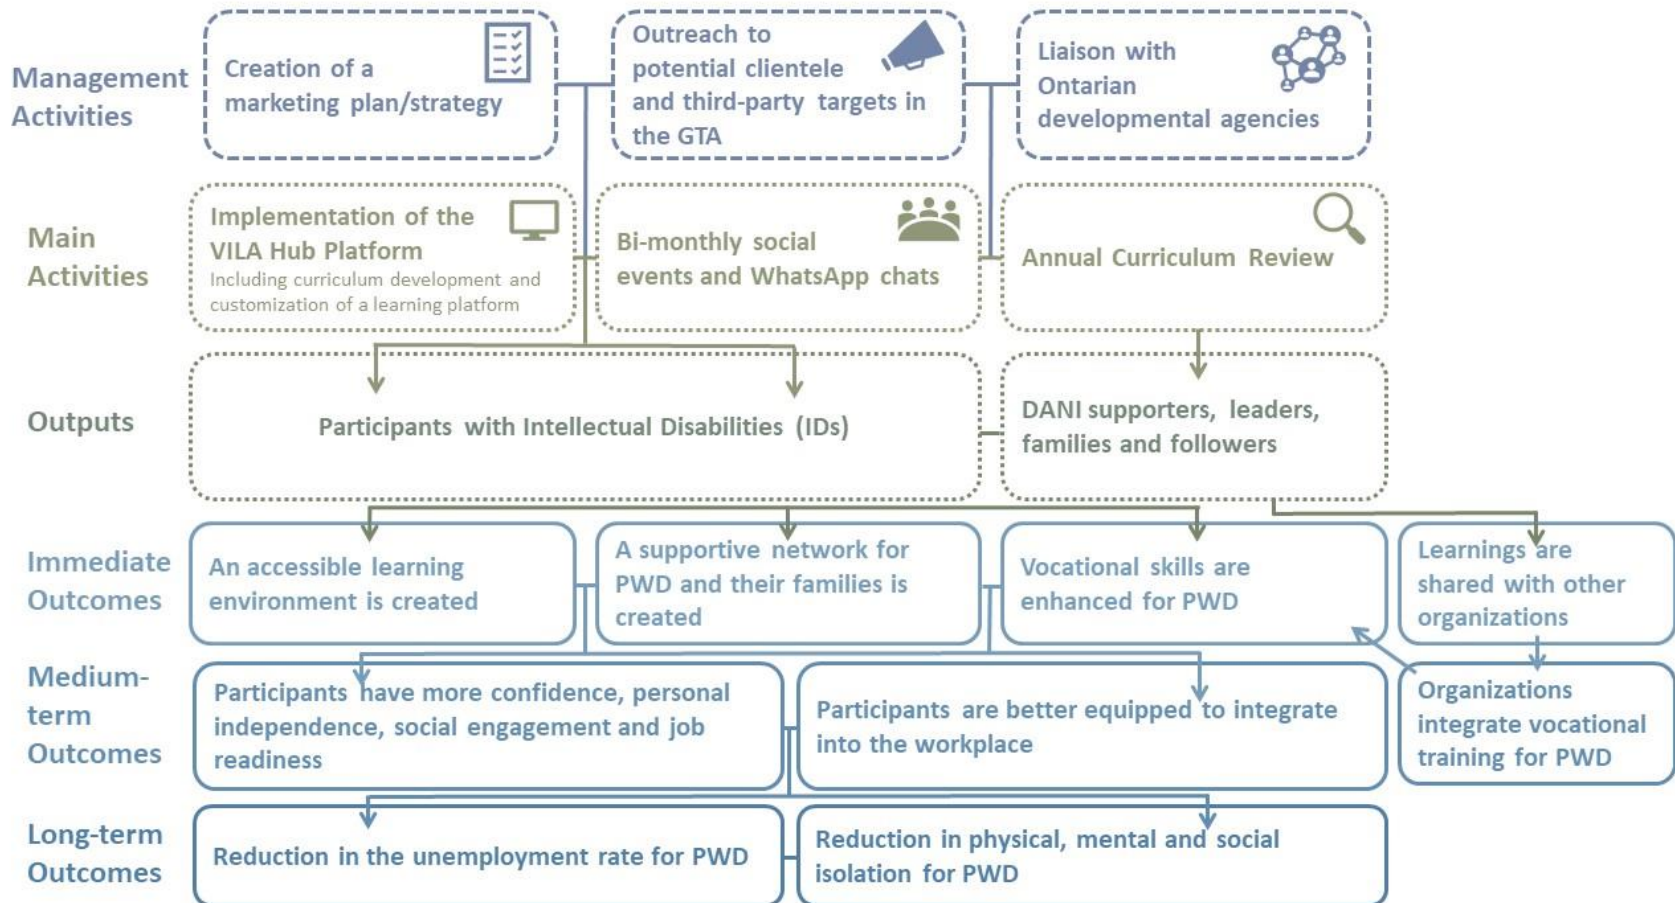 Management
Activities
Creation of a
marketing plan/strategy
Outreach to
potential clientele
and third-party targets in
the GTA
Liaison with
Ontarian
developmental agencies
Main
Activities
Implementation of the
VILA Hub Platform
Including curriculum development and
customization of a learning platform
Bi-monthly social
events and WhatsApp chats
Annual Curriculum Review
Outputs
Participants with Intellectual Disabilities (IDs)
DANI supporters, leaders,
families and followers
Immediate
Outcomes
An accessible learning
environment is created
A supportive network for
PWD and their families is
created
Vocational skills are
enhanced for PWD
Learnings are
shared with other
organizations
Medium-
term
Outcomes
Participants have more confidence, personal
independence, social engagement and job
readiness
Participants are better equipped to integrate
into the workplace
Organizations
integrate vocational
training for PWD
Long-term
Outcomes
Reduction in the unemployment rate for PWD
Reduction in physical, mental and social
isolation for PWD